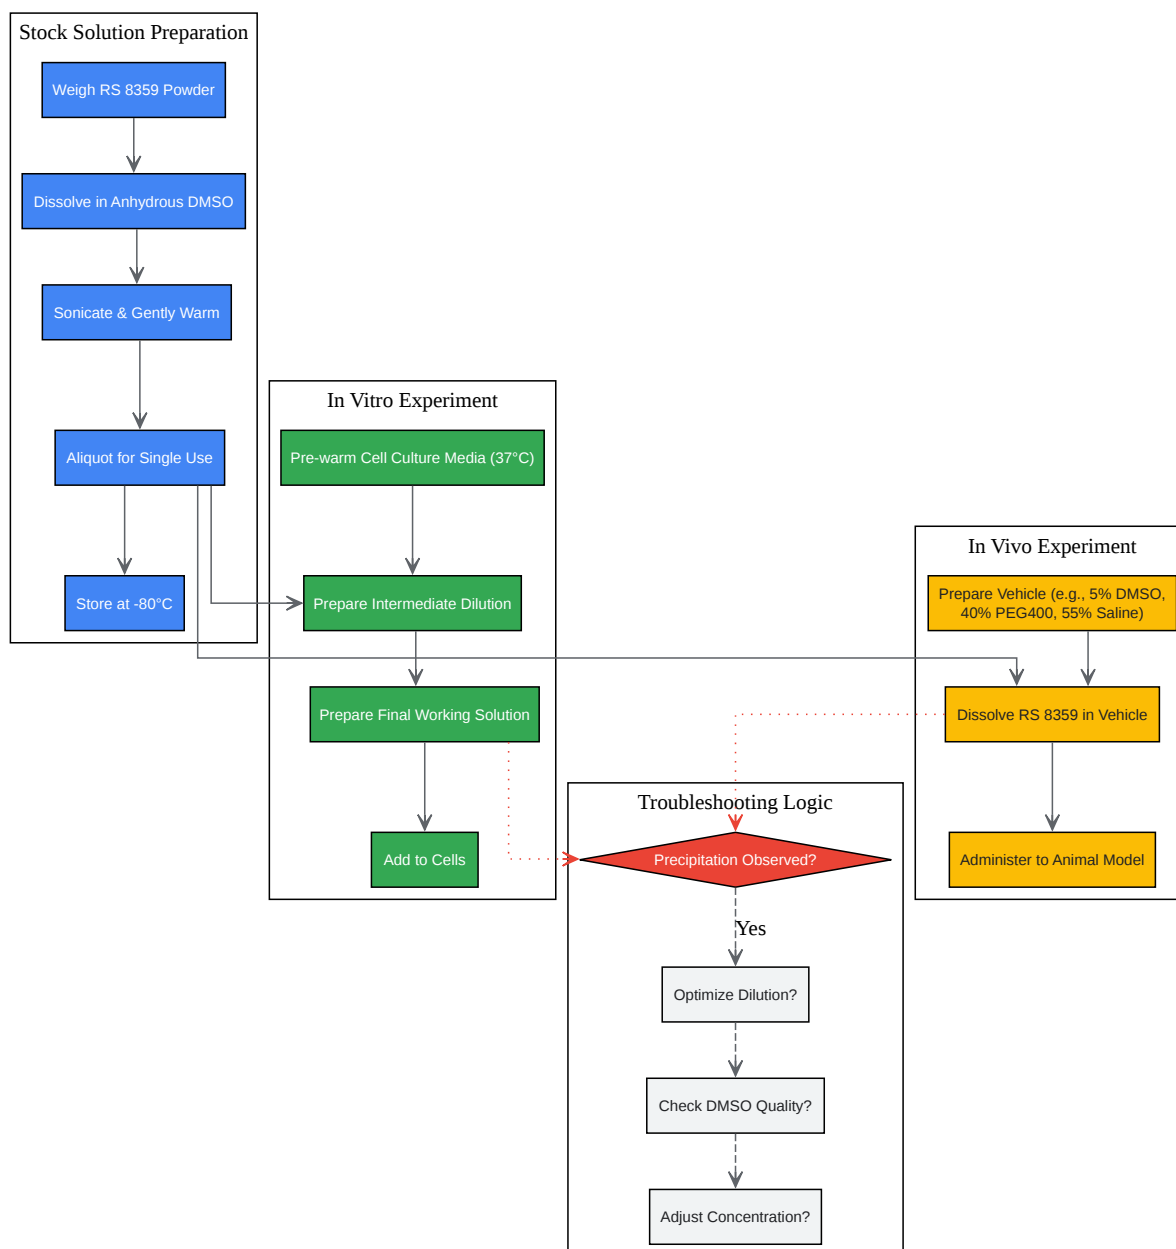 Stock Solution Preparation
Weigh RS 8359 Powder
Dissolve in Anhydrous DMSO
Sonicate & Gently Warm
Aliquot for Single Use
Store at -80°C
In Vitro Experiment
Pre-warm Cell Culture Media (37°C)
Prepare Intermediate Dilution
Prepare Final Working Solution
Add to Cells
In Vivo Experiment
Prepare Vehicle (e.g., 5% DMSO,
40% PEG400, 55% Saline)
Dissolve RS 8359 in Vehicle
Administer to Animal Model
Troubleshooting Logic
Precipitation Observed?
Yes
Optimize Dilution?
Check DMSO Quality?
Adjust Concentration?